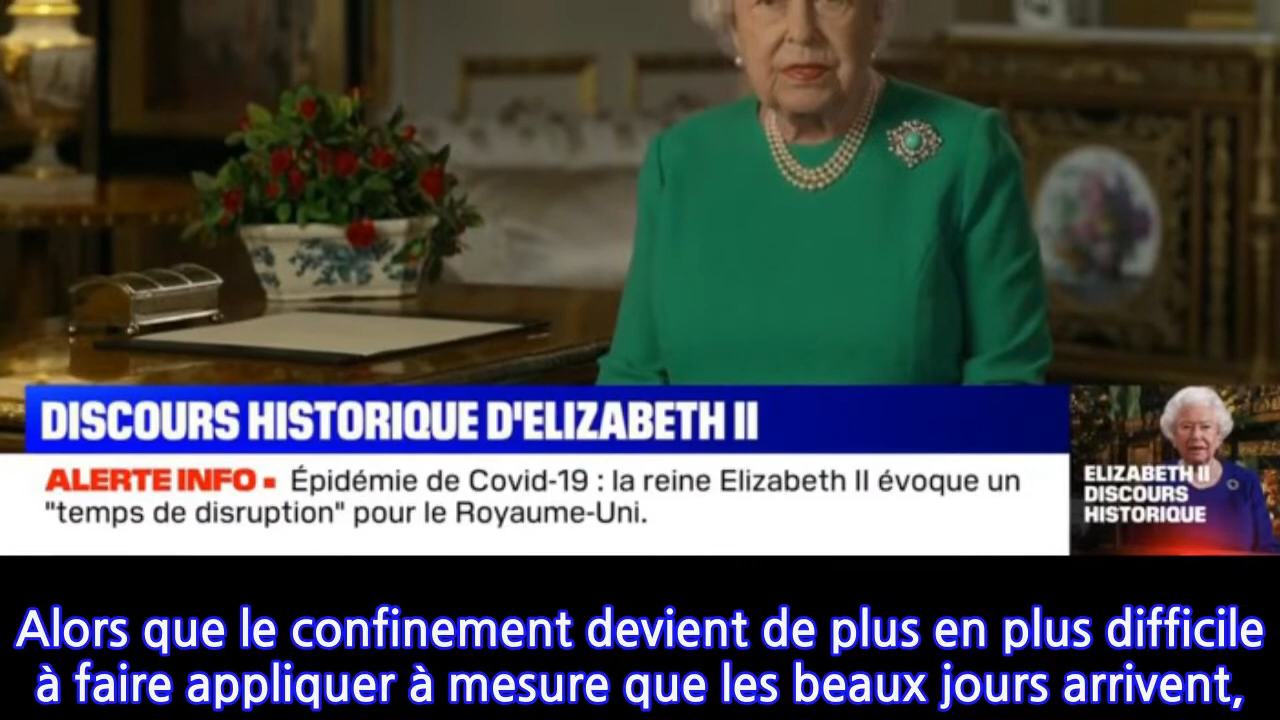 DISCOURS HISTORIQUE D'ELIZABETH II
ALERTE INFO ▪ Épidémie de Covid-19 : la reine Elizabeth II évoque un
"temps de disruption" pour le Royaume-Uni.
ELIZABETH II
DISCOURS
HISTORIQUE
Alors que le confinement devient de plus en plus difficile
à faire appliquer à mesure que les beaux jours arrivent,